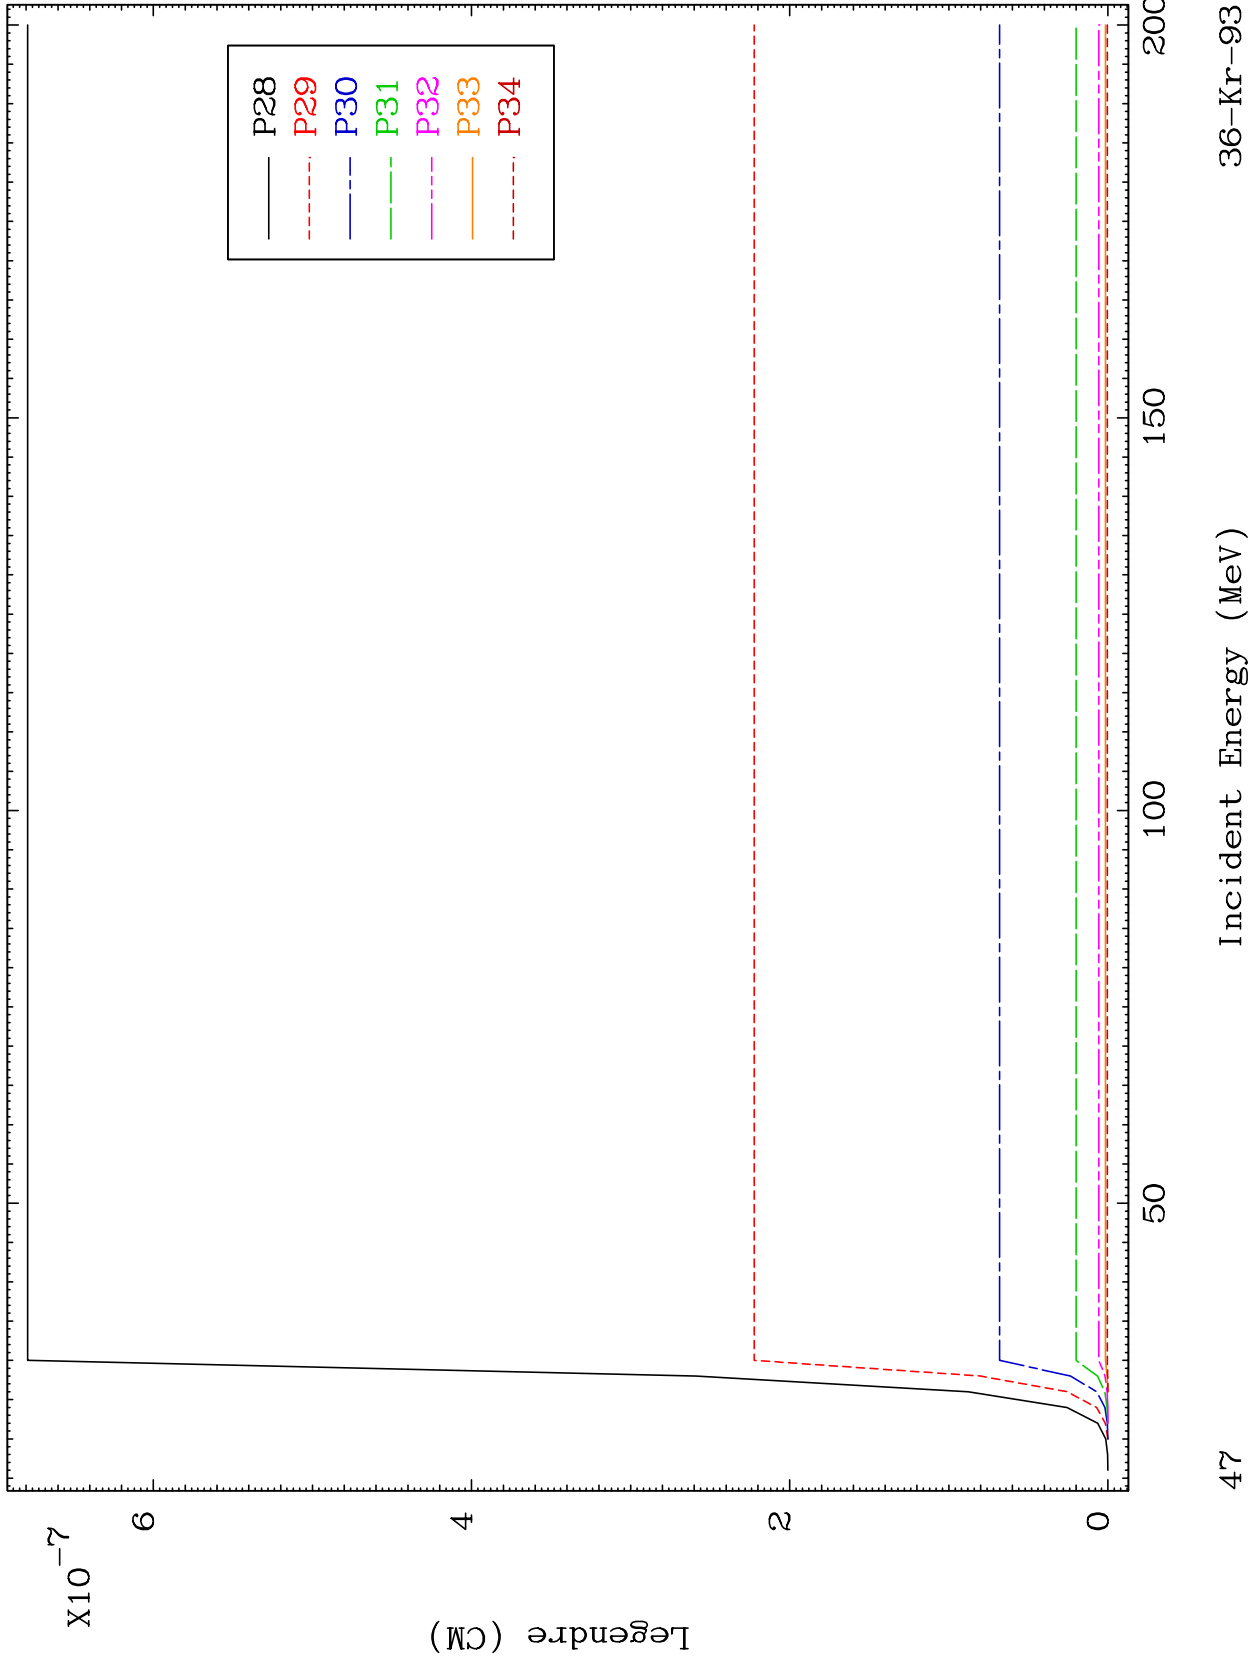 X10-7
6
4
2
0
Legendre (CM)
P28
P29
P30
P31
P32
P33
P34
50
100
150
200
Incident Energy (MeV)
47
36-Kr-93